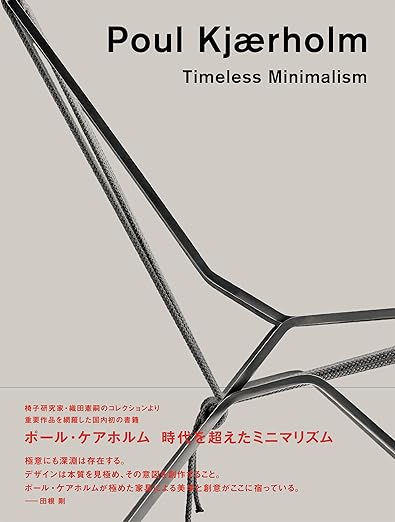 Poul Kjærholm
Timeless Minimalism
椅子研究家・織田憲嗣のコレクションより
重要作品を網羅した国内初の書籍
ポール・ケアホルム 時代を超えたミニマリズム
極意にも深淵は存在する。
デザインは本質を見極め、その意図を創作すること。
ポール・ケアホルムが極めた家具による美学と創意がここに宿っている。
——田根 剛